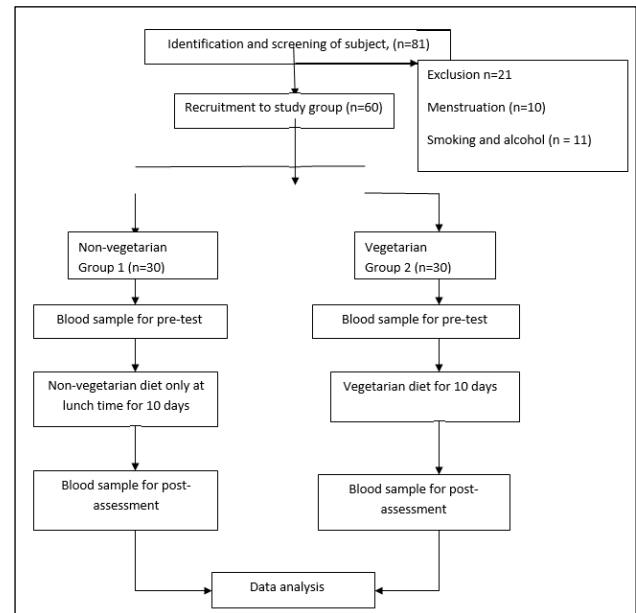 Identification and screening of subject, (n=81)
Exclusion n=21
Menstruation (n=10)
Smoking and alcohol (n = 11)
Recruitment to study group (n=60)
Non-vegetarian
Group 1 (n=30)
Vegetarian
Group 2 (n=30)
Blood sample for pre-test
Blood sample for pre-test
Non-vegetarian diet only at
lunch time for 10 days
Vegetarian diet for 10 days
Blood sample for post-
assessment
Blood sample for post-
assessment
Data analysis